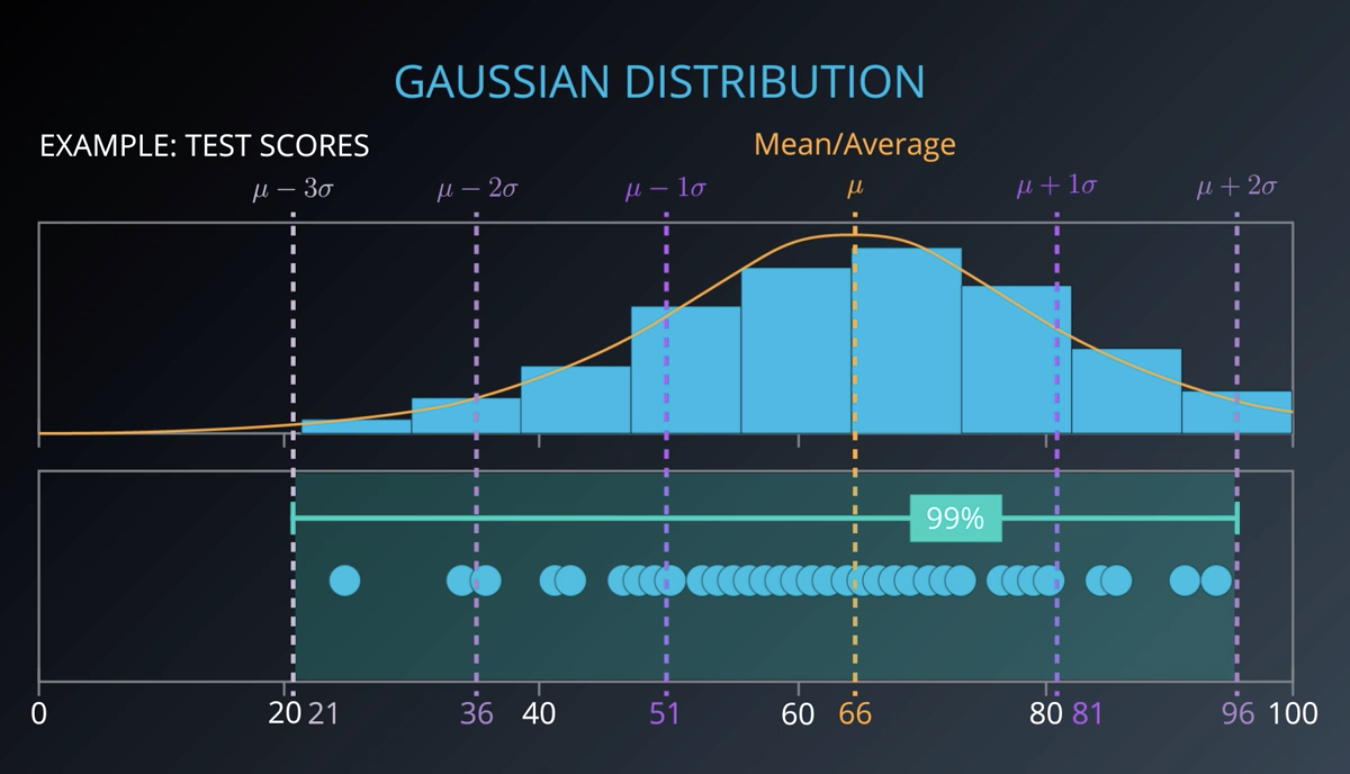 GAUSSIAN DISTRIBUTION
EXAMPLE: TEST SCORES
Mean/Average
μ − 3σ μ − 2σ μ − 1σ μ μ + 1σ μ + 2σ
99%
0 20 21 36 40 51 60 66 80 81 96 100